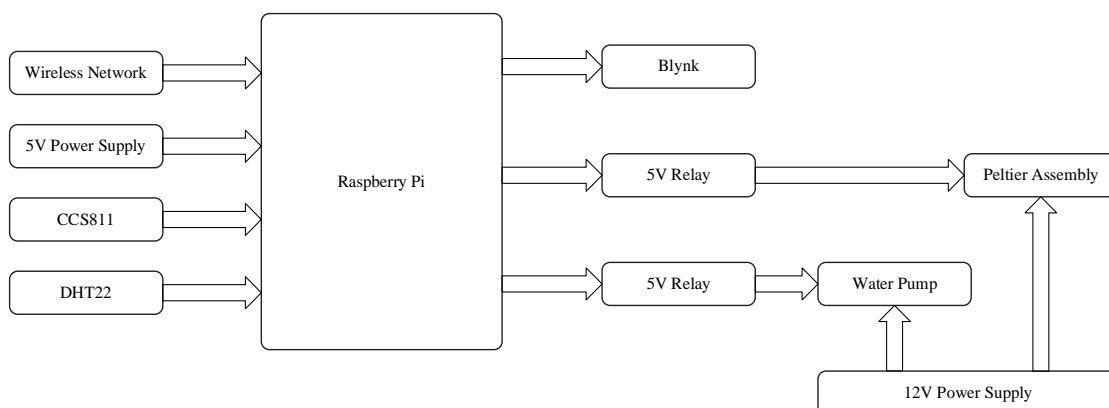 Wireless Network
5V Power Supply
CCS811
DHT22
Raspberry Pi
Blynk
5V Relay
Peltier Assembly
5V Relay
Water Pump
12V Power Supply